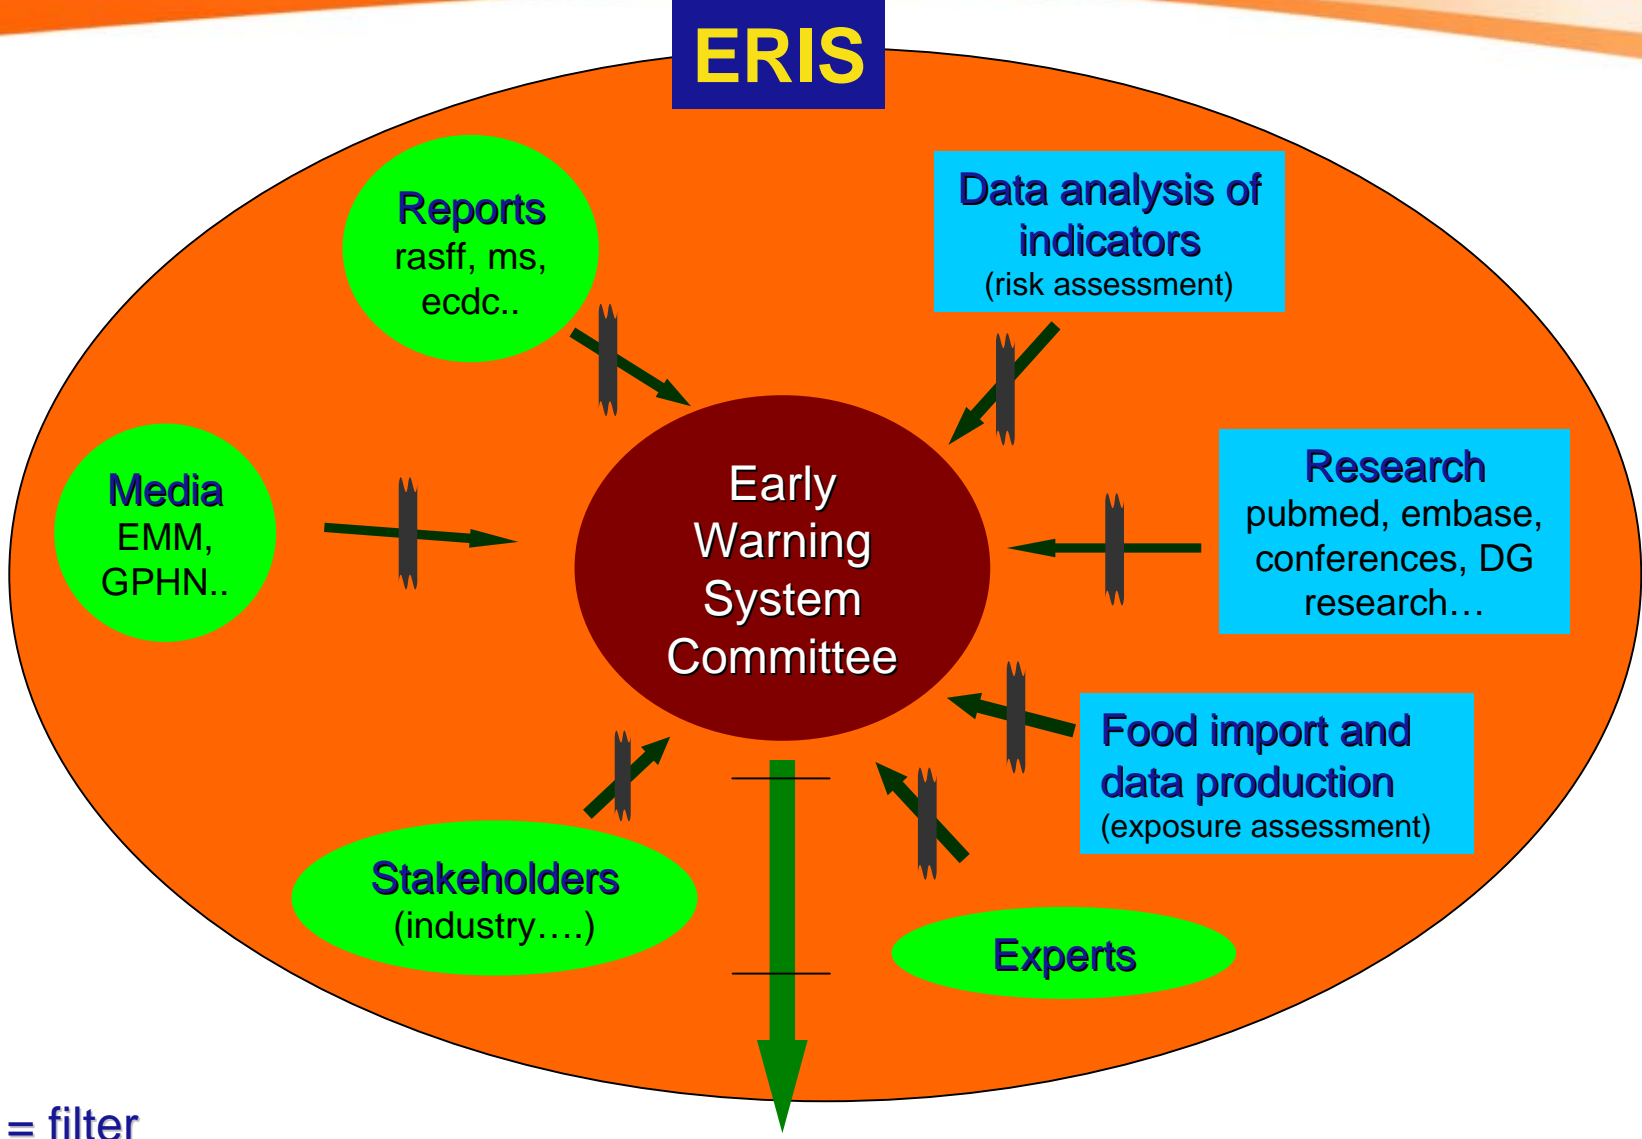 ERIS
Reports
rasff, ms,
ecdc..
Data analysis of
indicators
(risk assessment)
Media
EMM,
GPHN..
Early
Warning
System
Committee
Research
pubmed, embase,
conferences, DG
research…
Food import and
data production
(exposure assessment)
Stakeholders
(industry….)
Experts
= filter